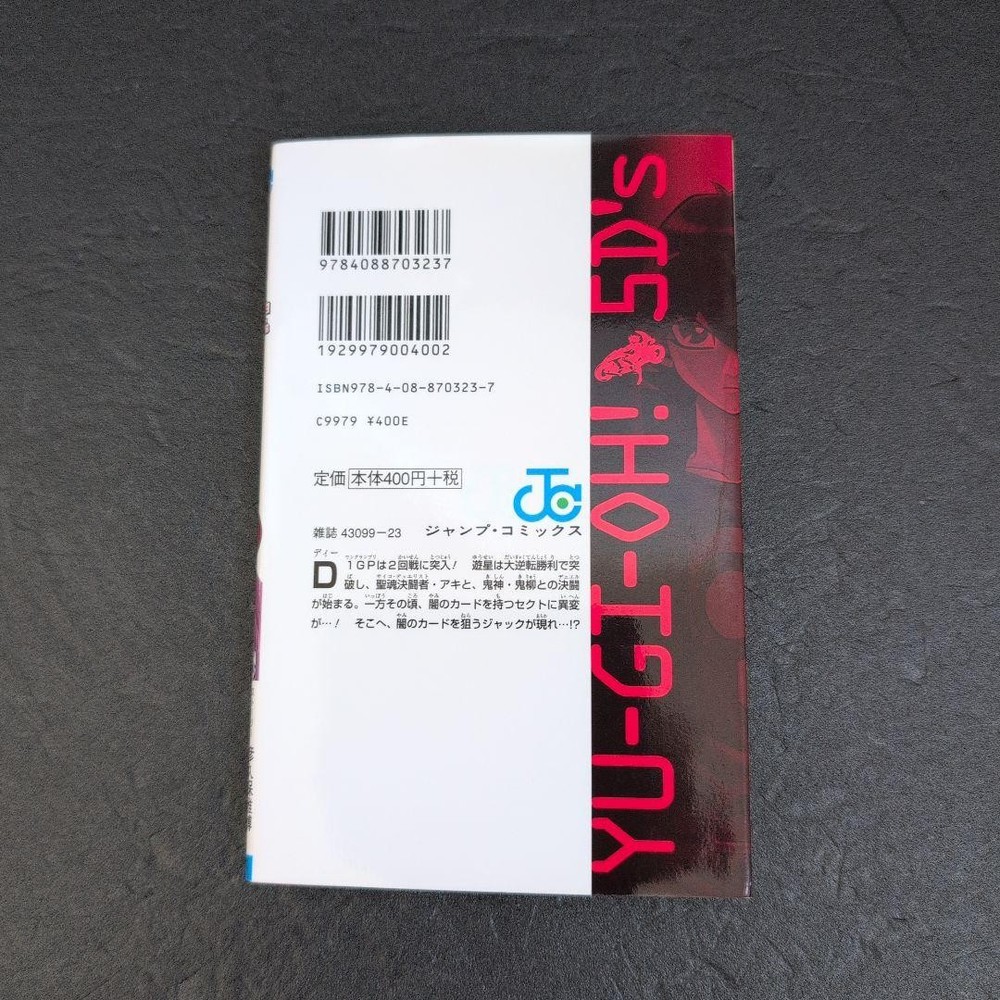 9784088703237
1929979004002
ISBN978-4-08-870323-7
C9979 ¥400E
定価 本体400円+税
雑誌 43099-23
ジャンプ・コミックス
D1GPは2回戦に突入! 遊星は大逆転勝利で突
破し、聖魂決闘者・アキと、鬼神・鬼柳との決闘
が始まる。一方その頃、闇のカードを持つセクトに異変
が…! そこへ、闇のカードを狙うジャックが現れ…!?
YU-GI-OH! 5D's